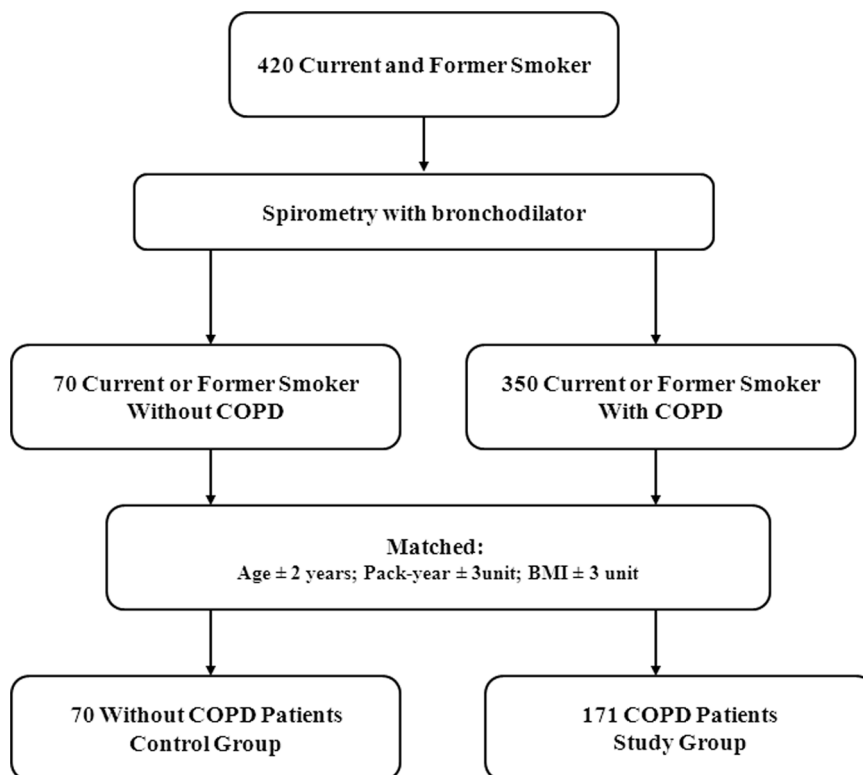 420 Current and Former Smoker
Spirometry with bronchodilator
70 Current or Former Smoker
Without COPD
350 Current or Former Smoker
With COPD
Matched:
Age ± 2 years; Pack-year ± 3unit; BMI ± 3 unit
70 Without COPD Patients
Control Group
171 COPD Patients
Study Group